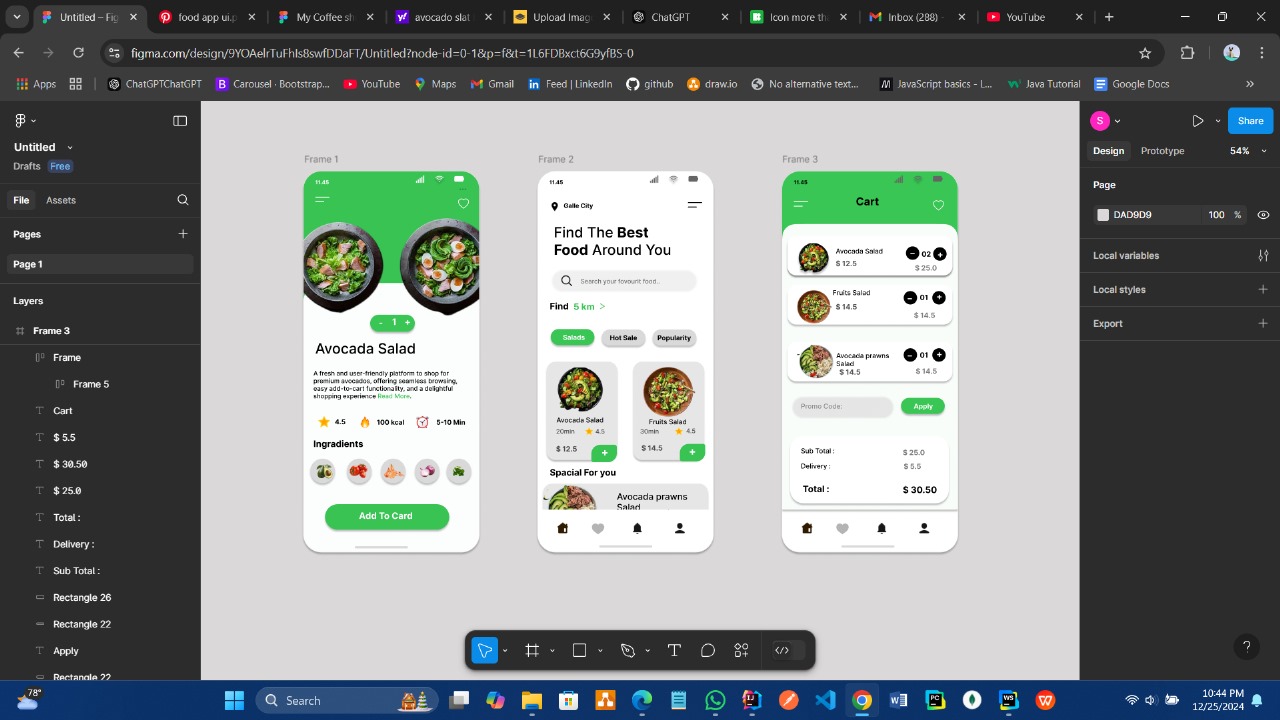 Untitled – Fi
food app ui.
My Coffee sh
avocado slat
Upload Imag
ChatGPT
Icon more th
Inbox (288)
YouTube
figma.com/design/9YOAelrTuFhls8swfDDaFT/Untitled?node-id=0-1&p=f&t=1L6FDBxct6G9yfBS-0
Apps
ChatGPTChatGPT
Carousel · Bootstrap...
YouTube
Maps
Gmail
Feed | LinkedIn
github
draw.io
No alternative text...
JavaScript basics - L...
Java Tutorial
Google Docs
Untitled
Drafts Free
File Assets
Pages
Page 1
Layers
Frame 3
Frame
Frame 5
Cart
$ 5.5
$ 30.50
$ 25.0
Total :
Delivery :
Sub Total :
Rectangle 26
Rectangle 22
Apply
Rectangle 22
Frame 1
11.45
- 1 +
Avocada Salad
A fresh and user-friendly platform to shop for
premium avocados, offering seamless browsing,
easy add-to-cart functionality, and a delightful
shopping experience Read More.
4.5
100 kcal
5-10 Min
Ingridients
Add To Card
Frame 2
11.45
Galle City
Find The Best
Food Around You
Search your fovourit food..
Find 5 km >
Salads
Hot Sale
Popularity
Avocada Salad
20min 4.5
$ 12.5
+
Fruits Salad
30min 4.5
$ 14.5
+
Spacial For you
Avocada prawns
Salad
Frame 3
11.45
Cart
Avocada Salad
$ 12.5
- 02 +
$ 25.0
Fruits Salad
$ 14.5
- 01 +
$ 14.5
Avocada prawns
Salad
$ 14.5
- 01 +
$ 14.5
Promo Code:
Apply
Sub Total : $ 25.0
Delivery : $ 5.5
Total : $ 30.50
S
Share
Design Prototype 54%
Page
DAD9D9 100 %
Local variables
Local styles
Export
?
78°
Search
10:44 PM
12/25/2024